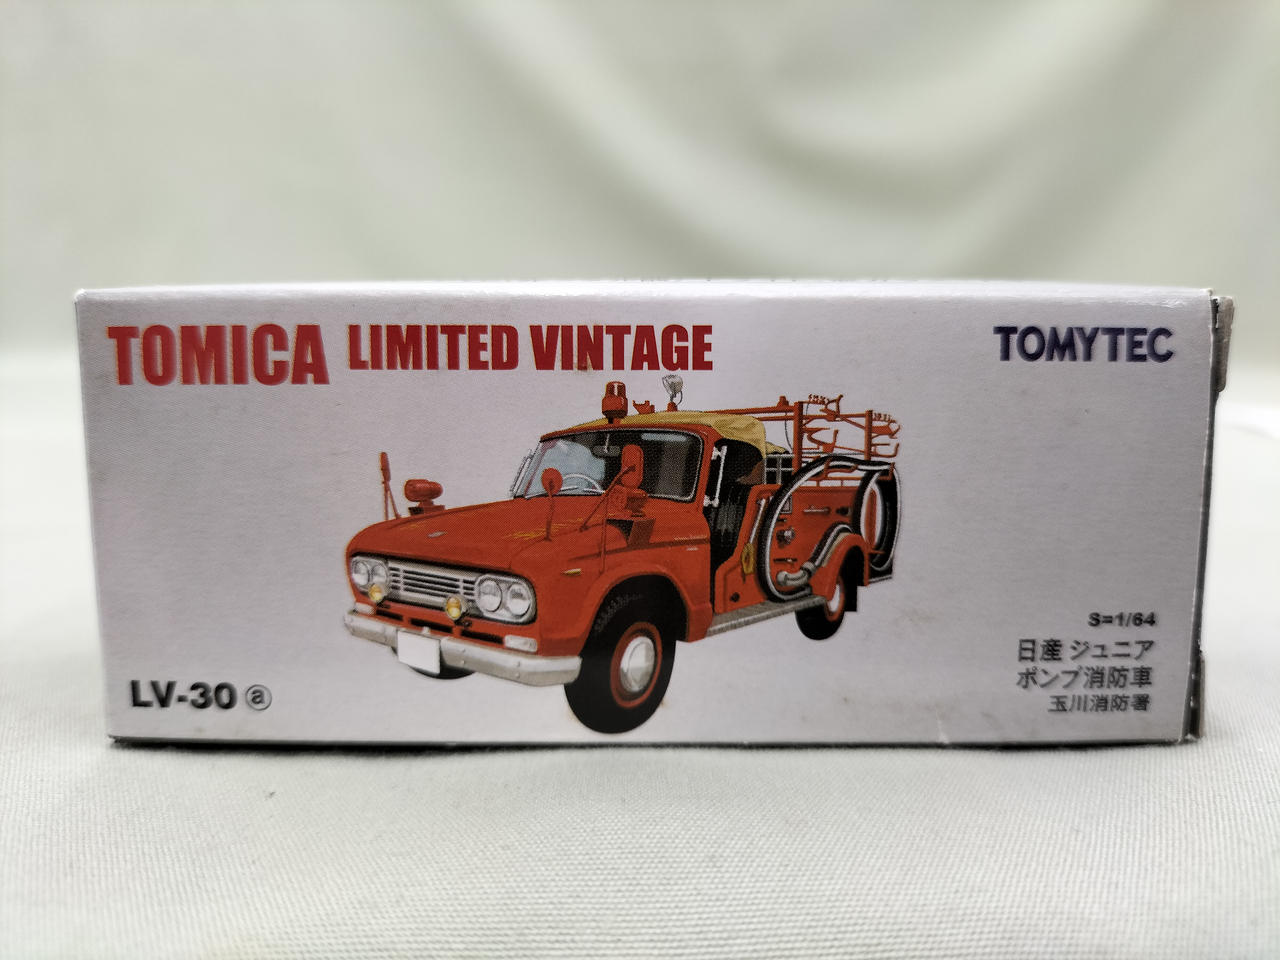 TOMICA LIMITED VINTAGE
TOMYTEC
S=1/64
日産 ジュニア
ポンプ消防車
玉川消防署
LV-30 ⓐ